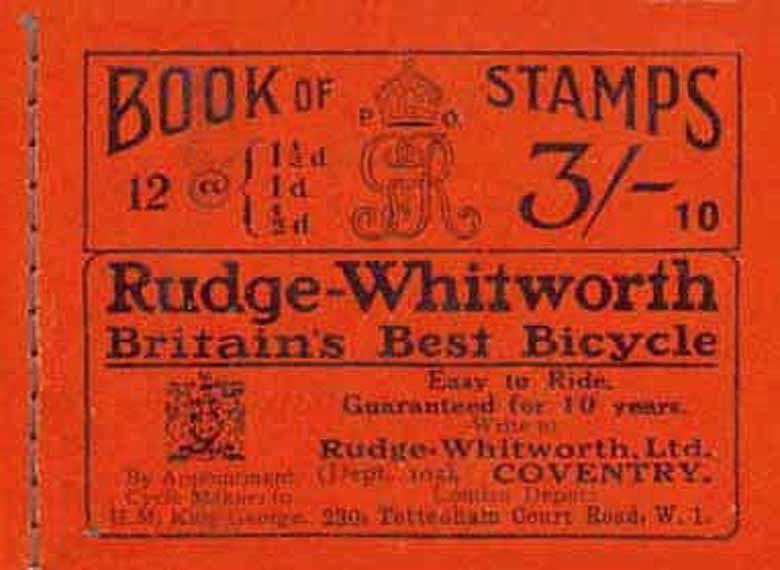 BOOK OF STAMPS
P. O.
12 @ { 1½d
1d
½d
GR
3/-
10
Rudge-Whitworth
Britain's Best Bicycle
Easy to Ride.
Guaranteed for 10 years.
Write to
Rudge-Whitworth, Ltd.
(Dept. COVENTRY.
By Appointment
Cycle Makers to
H.M. King George.
London Depot:
230, Tottenham Court Road, W. 1.